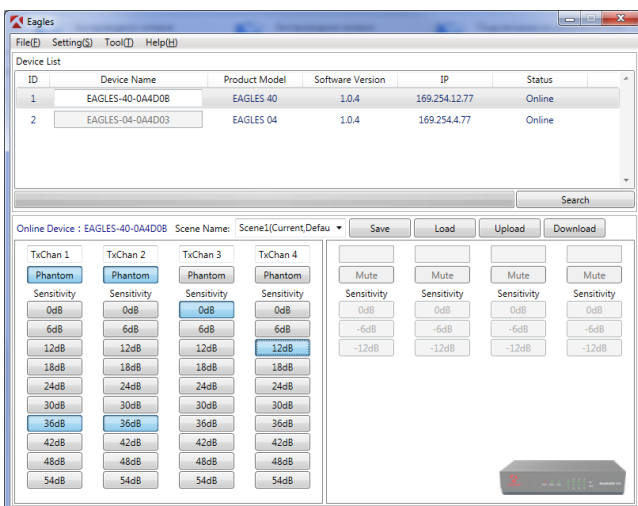 Eagles
File(F) Setting(S) Tool(T) Help(H)
Device List
ID Device Name Product Model Software Version IP Status
1 EAGLES-40-0A4D0B EAGLES 40 1.0.4 169.254.12.77 Online
2 EAGLES-04-0A4D03 EAGLES 04 1.0.4 169.254.4.77 Online
Search
Online Device : EAGLES-40-0A4D0B Scene Name: Scene1(Current,Defau Save Load Upload Download
TxChan 1 TxChan 2 TxChan 3 TxChan 4
Phantom Phantom Phantom Phantom Mute Mute Mute Mute
Sensitivity Sensitivity Sensitivity Sensitivity Sensitivity Sensitivity Sensitivity Sensitivity
0dB 0dB 0dB 0dB 0dB 0dB 0dB 0dB
6dB 6dB 6dB 6dB -6dB -6dB -6dB -6dB
12dB 12dB 12dB 12dB -12dB -12dB -12dB -12dB
18dB 18dB 18dB 18dB
24dB 24dB 24dB 24dB
30dB 30dB 30dB 30dB
36dB 36dB 36dB 36dB
42dB 42dB 42dB 42dB
48dB 48dB 48dB 48dB
54dB 54dB 54dB 54dB